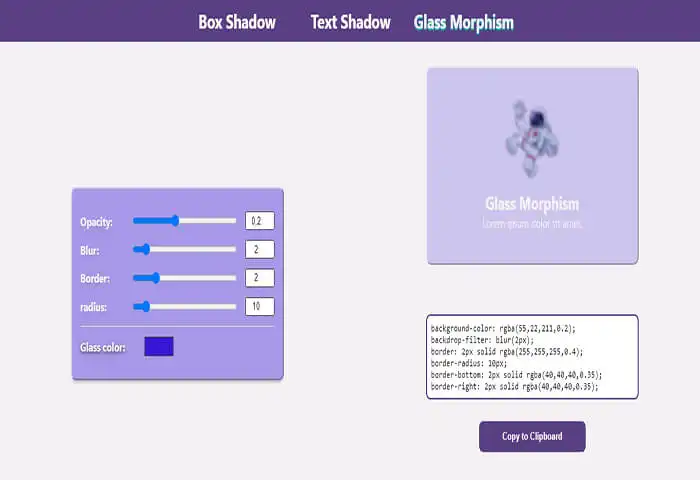 Box Shadow Text Shadow Glass Morphism
Opacity: 0.2
Blur: 2
Border: 2
radius: 10
Glass color:
Glass Morphism
Lorem ipsum, color sit amet.
background-color: rgba(55,22,211,0.2);
backdrop-filter: blur(2px);
border: 2px solid rgba(255,255,255,0.4);
border-radius: 10px;
border-bottom: 2px solid rgba(40,40,40,0.35);
border-right: 2px solid rgba(40,40,40,0.35);
Copy to Clipboard